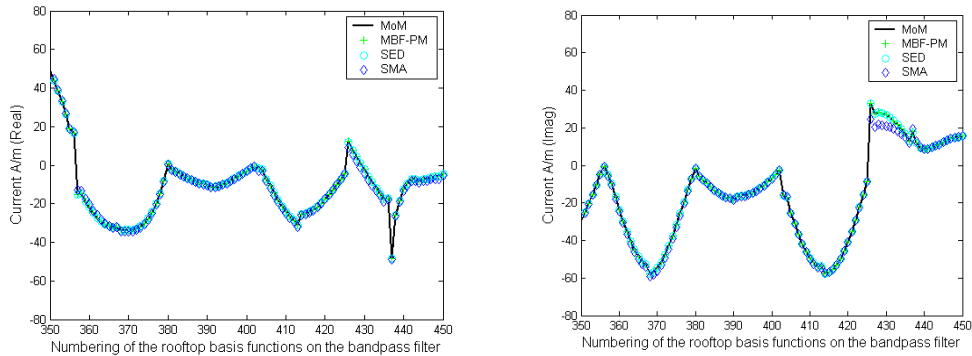 80
60
40
20
0
-20
-40
-60
-80
Current A/m (Real)
MoM
MBF-PM
SED
SMA
350 360 370 380 390 400 410 420 430 440 450
Numbering of the rooftop basis functions on the bandpass filter
80
60
40
20
0
-20
-40
-60
-80
Current A/m (Imag)
MoM
MBF-PM
SED
SMA
350 360 370 380 390 400 410 420 430 440 450
Numbering of the rooftop basis functions on the bandpass filter